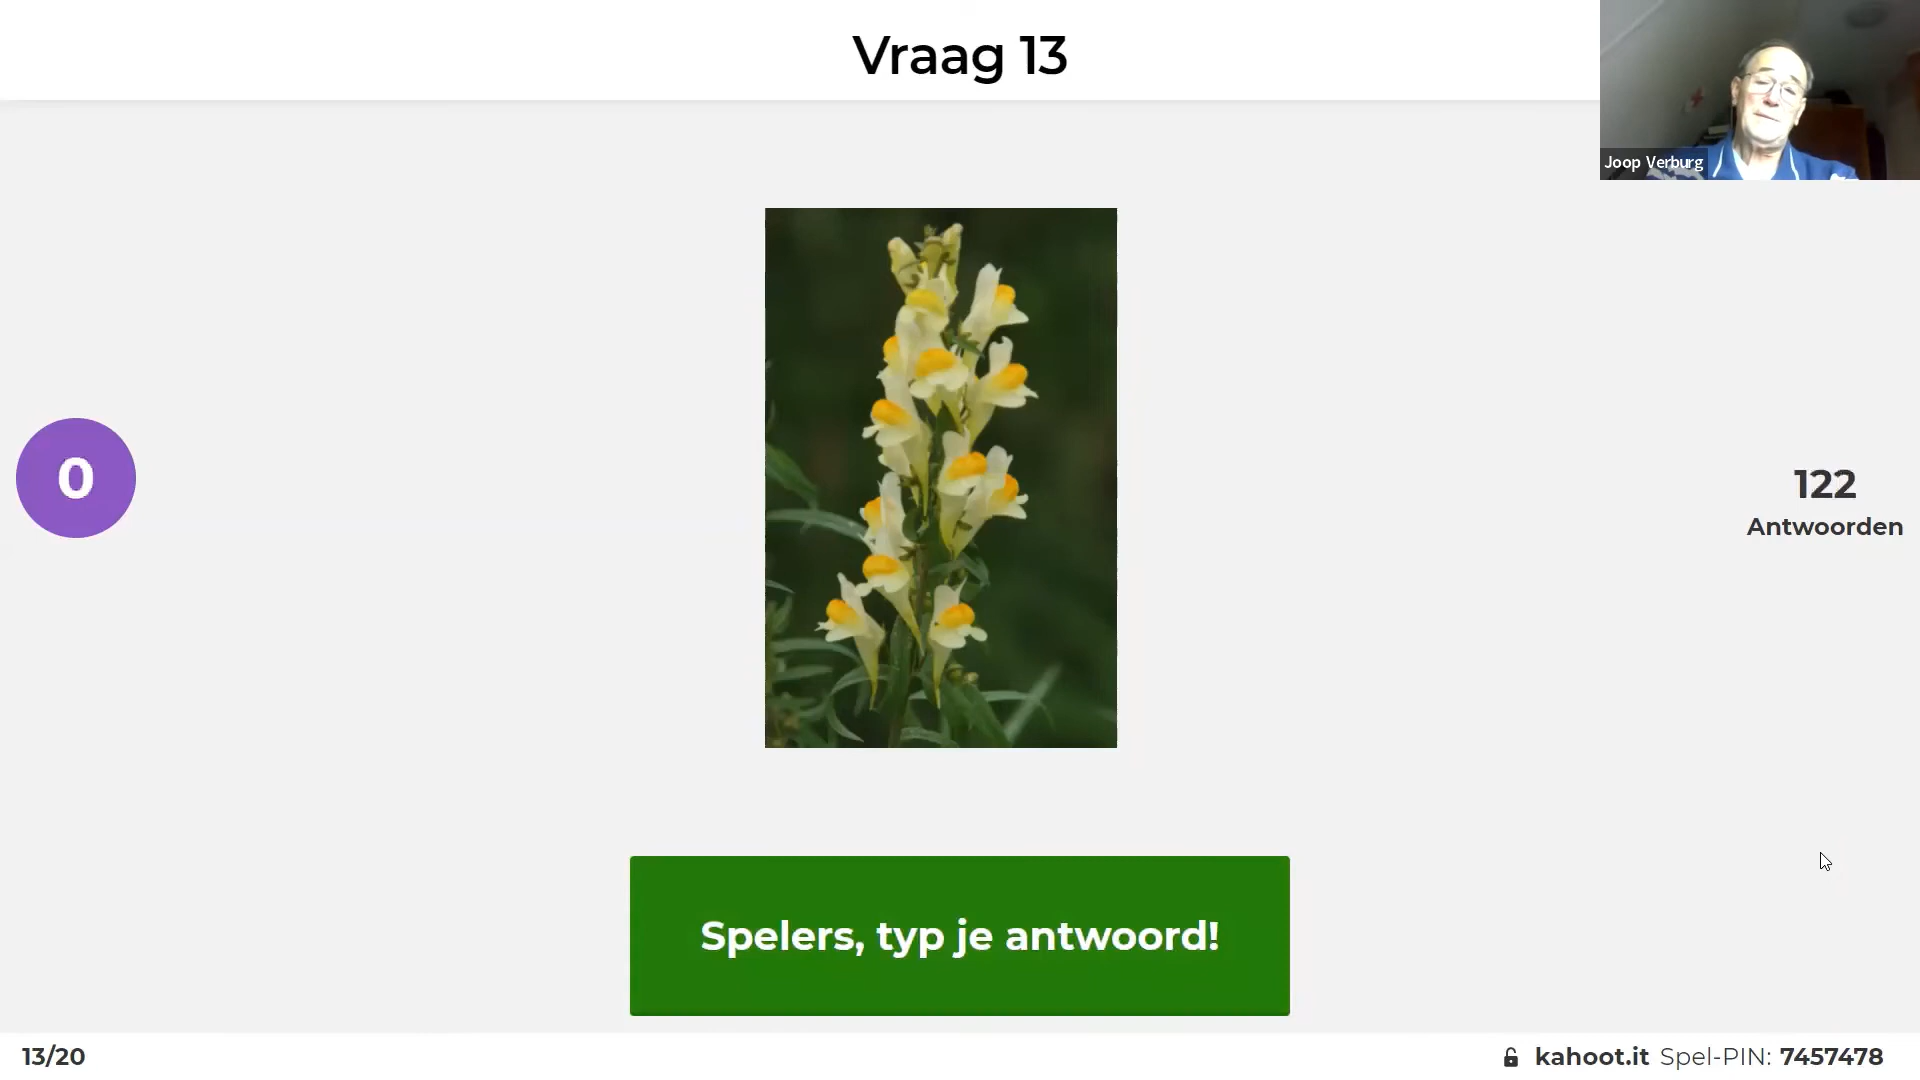 Vraag 13
Joop Verburg
0
122
Antwoorden
Spelers, typ je antwoord!
13/20
kahoot.it Spel-PIN: 7457478